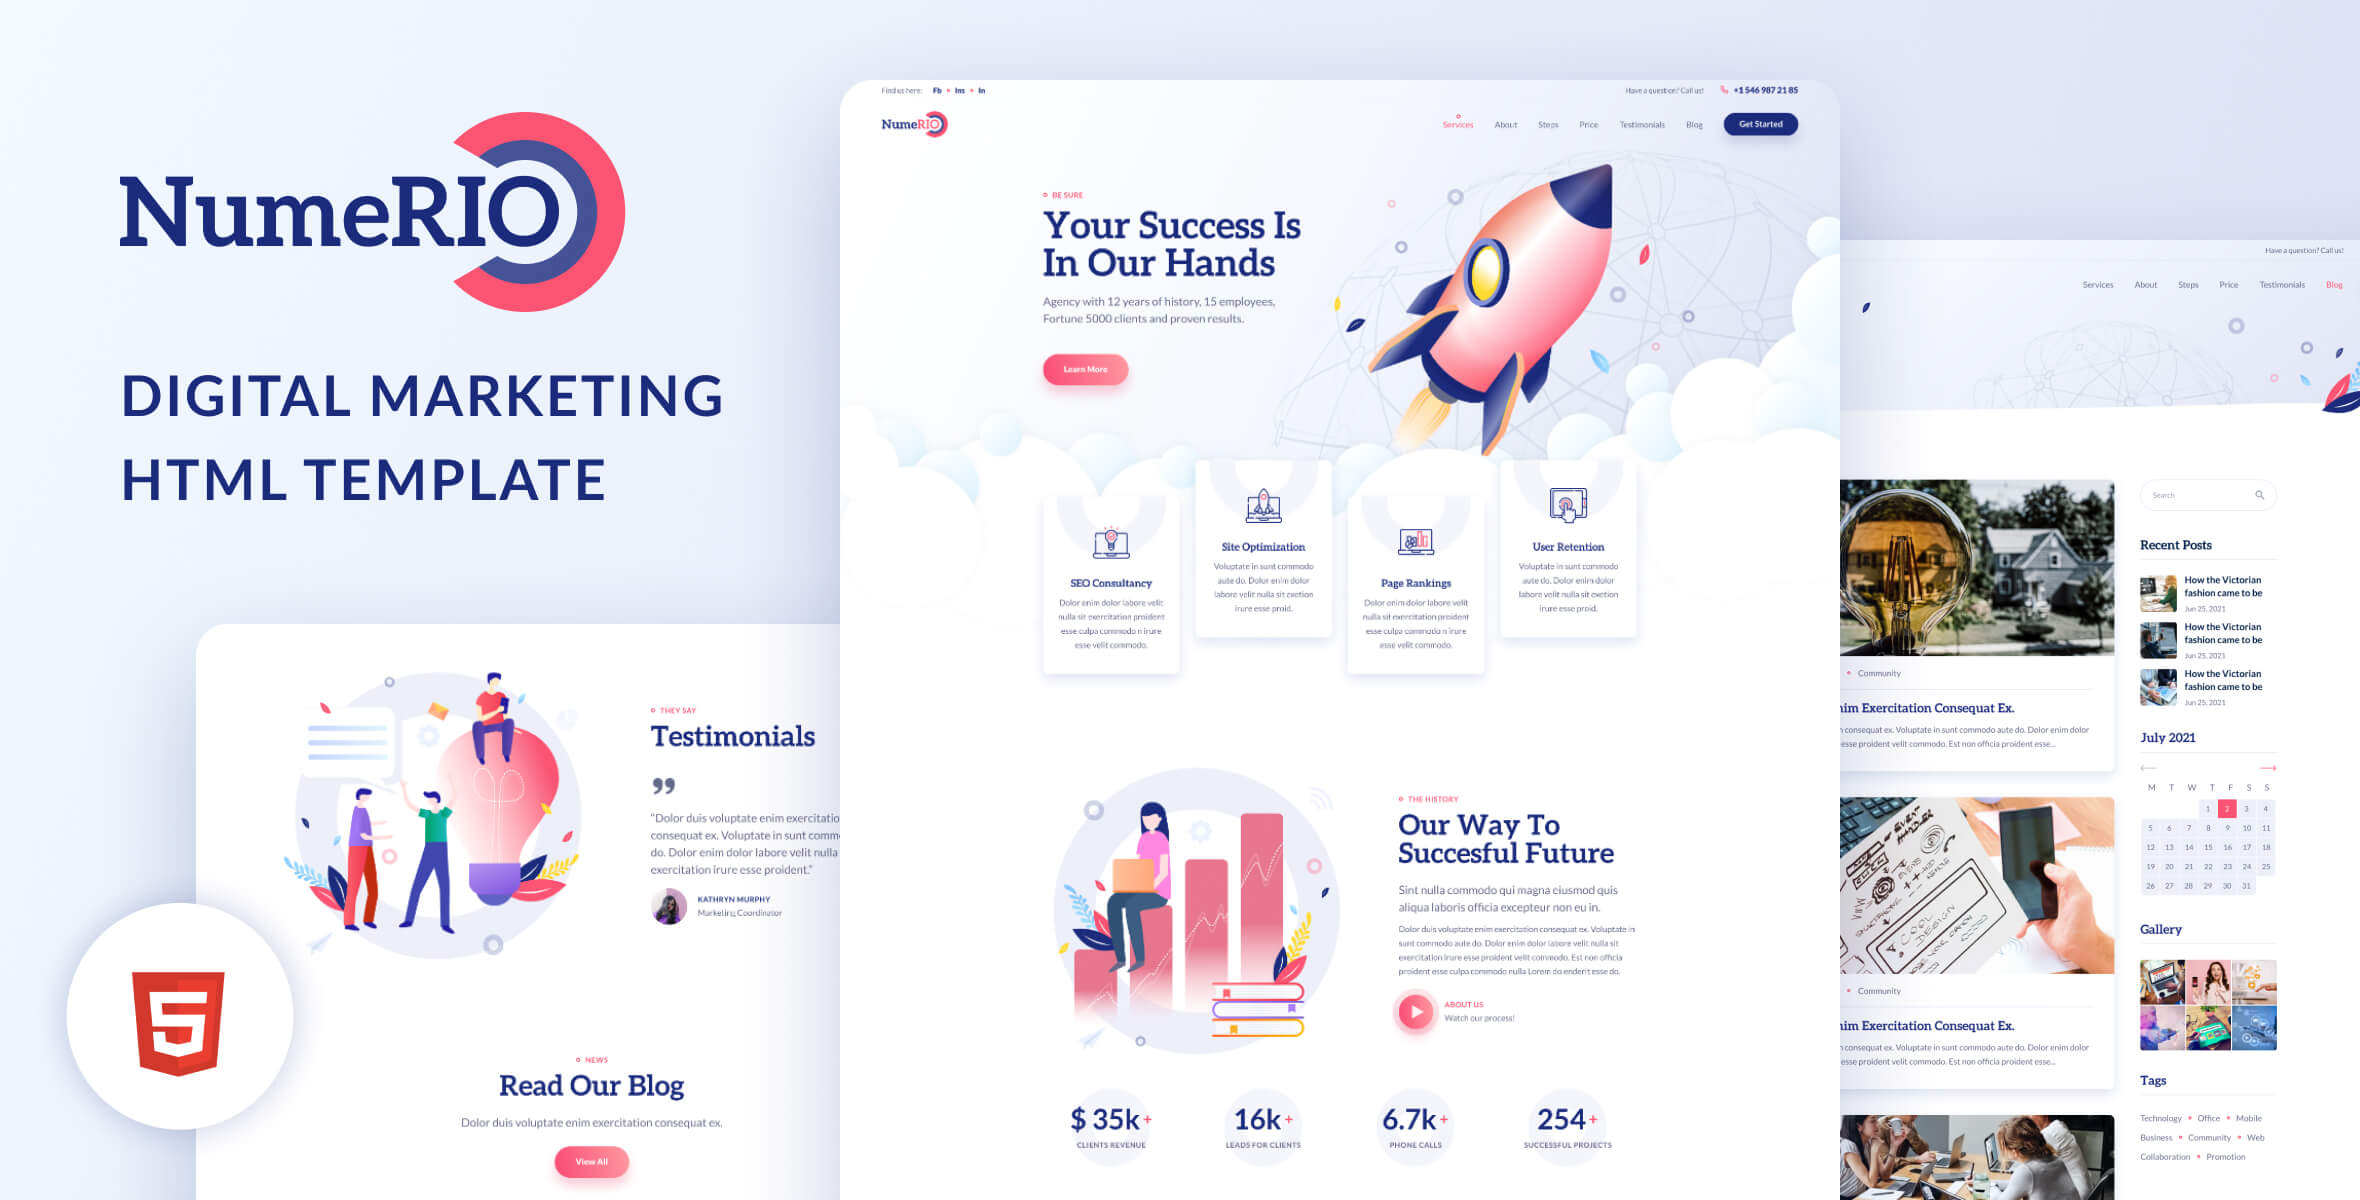 NumeRIO
DIGITAL MARKETING
HTML TEMPLATE
THEY SAY
Testimonials
"Dolor duis voluptate enim exercitatio
consequat ex. Voluptate in sunt comm
do. Dolor enim dolor labore velit nulla
exercitation irure esse proident."
KATHRYN MURPHY
Marketing Coordinator
NEWS
Read Our Blog
Dolor duis voluptate enim exercitation consequat ex.
View All
Find us here: Fb Ins In
Have a question? Call us! +1 546 987 21 85
NumeRIO
Services About Steps Price Testimonials Blog Get Started
BE SURE
Your Success Is
In Our Hands
Agency with 12 years of history, 15 employees,
Fortune 5000 clients and proven results.
Learn More
SEO Consultancy
Dolor enim dolor labore velit
nulla sit exercitation proident
esse culpa commodo n irure
esse velit commodo.
Site Optimization
Voluptate in sunt commodo
aute do. Dolor enim dolor
labore velit nulla sit exetion
irure esse proid.
Page Rankings
Dolor enim dolor labore velit
nulla sit exercitation proident
esse culpa commodo n irure
esse velit commodo.
User Retention
Voluptate in sunt commodo
aute do. Dolor enim dolor
labore velit nulla sit exetion
irure esse proid.
THE HISTORY
Our Way To
Succesful Future
Sint nulla commodo qui magna eiusmod quis
aliqua laboris officia excepteur non eu in.
Dolor duis voluptate enim exercitation consequat ex. Voluptate in
sunt commodo aute do. Dolor enim dolor labore velit nulla sit
exercitation irure esse proident velit commodo. Est non officia
proident esse culpa commodo nulla Lorem do enderit esse do.
ABOUT US
Watch our process!
$ 35k + 16k + 6.7k + 254 +
CLIENTS REVENUE LEADS FOR CLIENTS PHONE CALLS SUCCESSFUL PROJECTS
Have a question? Call us!
Services About Steps Price Testimonials Blog
Community
nim Exercitation Consequat Ex.
n consequat ex. Voluptate in sunt commodo aute do. Dolor enim dolor
esse proident velit commodo. Est non officia proident esse...
VIEW
A COOL
DESIGN
Community
nim Exercitation Consequat Ex.
n consequat ex. Voluptate in sunt commodo aute do. Dolor enim dolor
esse proident velit commodo. Est non officia proident esse...
Search
Recent Posts
How the Victorian
fashion came to be
Jun 25, 2021
How the Victorian
fashion came to be
Jun 25, 2021
How the Victorian
fashion came to be
Jun 25, 2021
July 2021
M T W T F S S
1 2 3 4
5 6 7 8 9 10 11
12 13 14 15 16 17 18
19 20 21 22 23 24 25
26 27 28 29 30 31
Gallery
Tags
Technology Office Mobile
Business Community Web
Collaboration Promotion